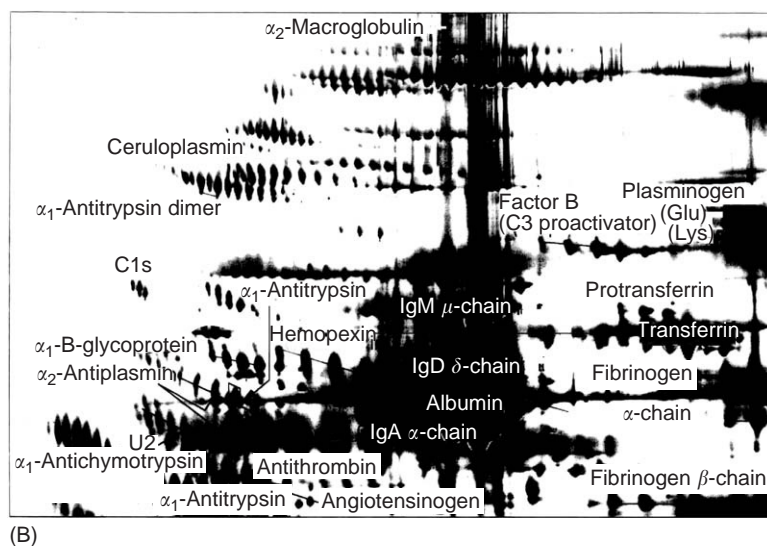 α2-Macroglobulin
Ceruloplasmin
α1-Antitrypsin dimer
Factor B
(C3 proactivator)
Plasminogen
(Glu)
(Lys)
C1s
α1-Antitrypsin
IgM μ-chain
Protransferrin
Hemopexin
Transferrin
α1-B-glycoprotein
α2-Antiplasmin
IgD δ-chain
Fibrinogen
α-chain
Albumin
IgA α-chain
U2
α1-Antichymotrypsin
Antithrombin
α1-Antitrypsin
Angiotensinogen
Fibrinogen β-chain
(B)